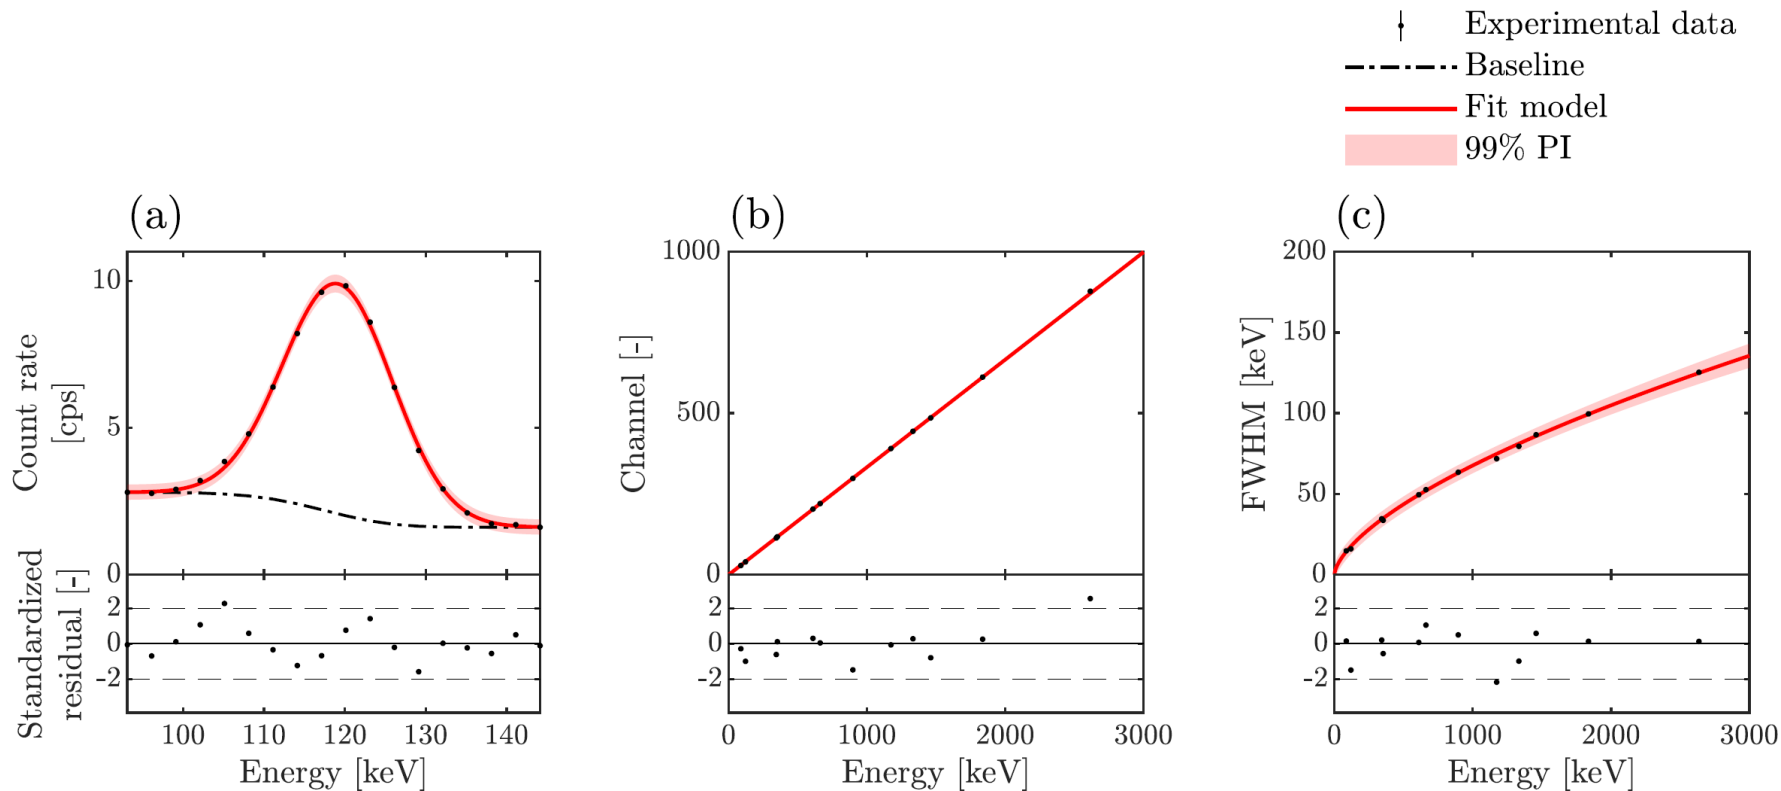 Experimental data
Baseline
Fit model
99% PI
(a)
10
5
0
Count rate
[cps]
2
0
-2
Standardized
residual [-]
100 110 120 130 140
Energy [keV]
(b)
1000
500
0
Channel [-]
2
0
-2
0 1000 2000 3000
Energy [keV]
(c)
200
150
100
50
0
FWHM [keV]
2
0
-2
0 1000 2000 3000
Energy [keV]